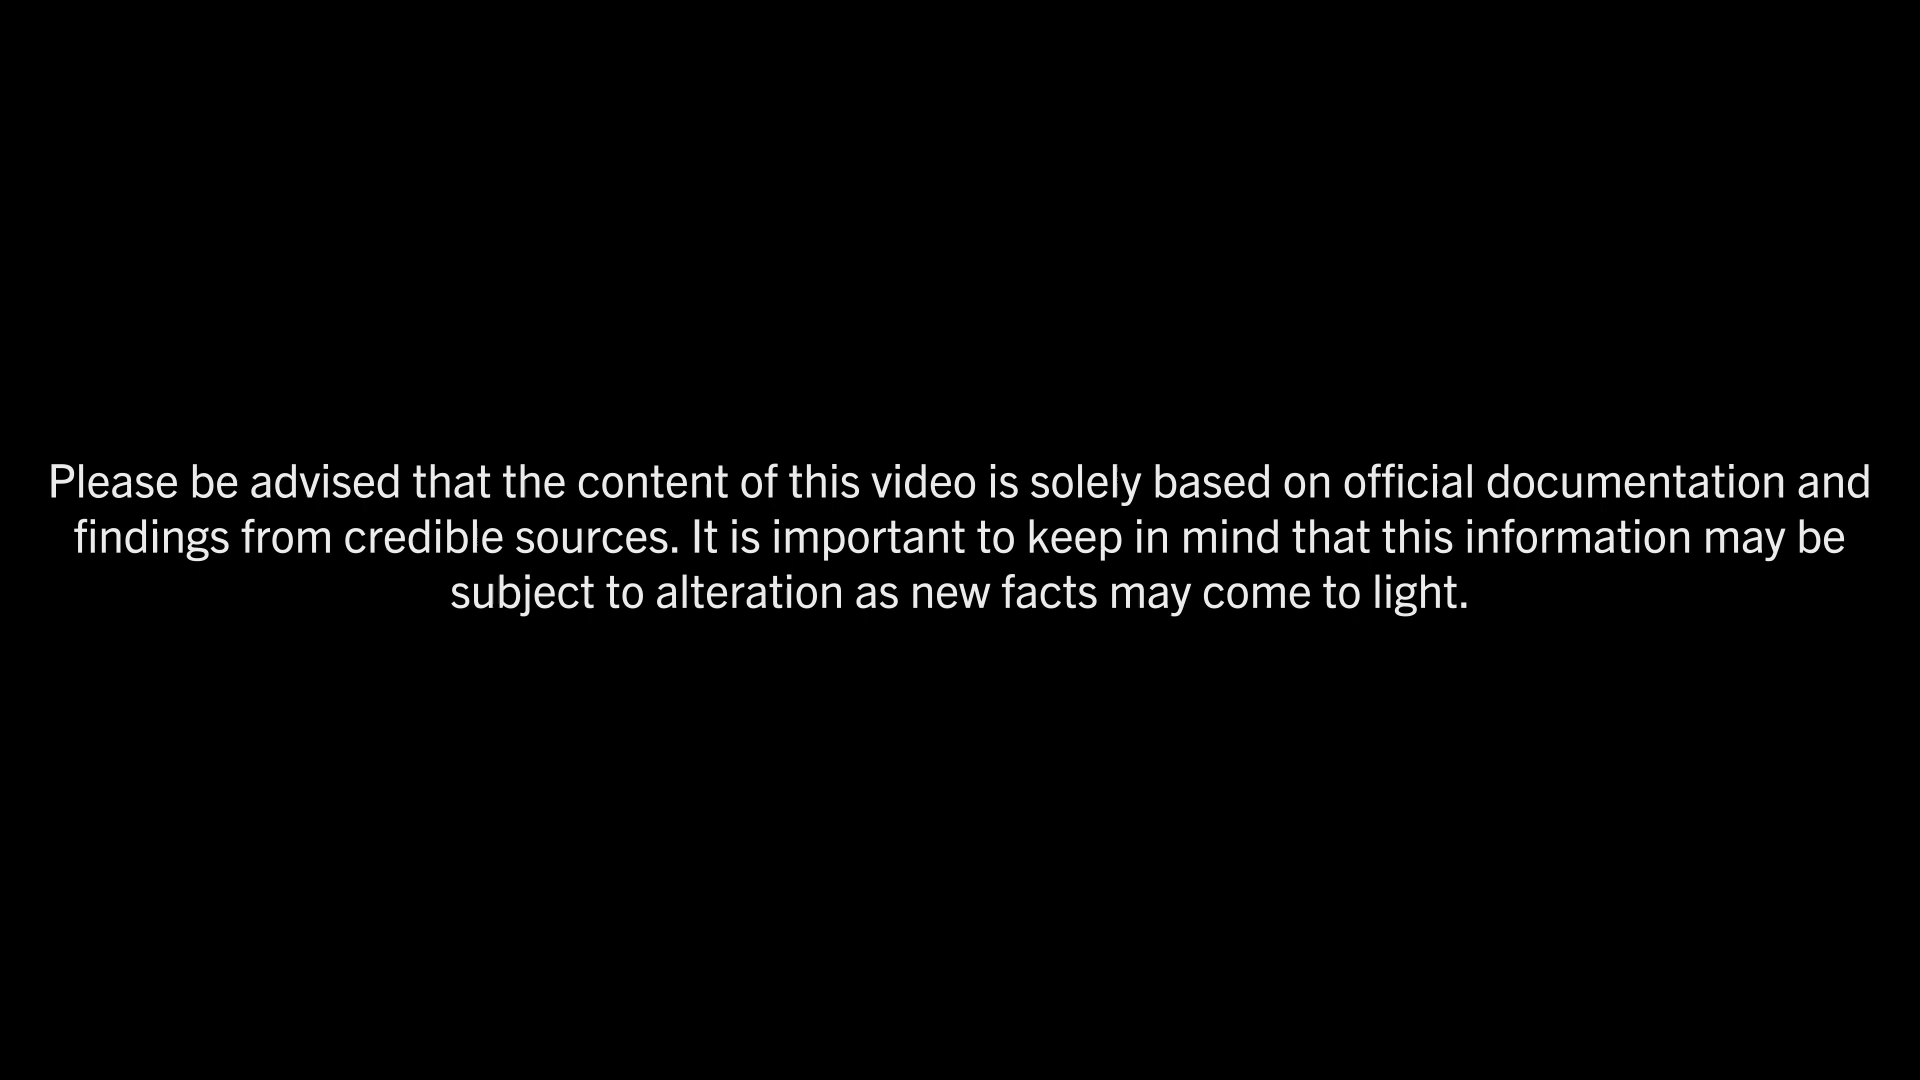 Please be advised that the content of this video is solely based on official documentation and
findings from credible sources. It is important to keep in mind that this information may be
subject to alteration as new facts may come to light.